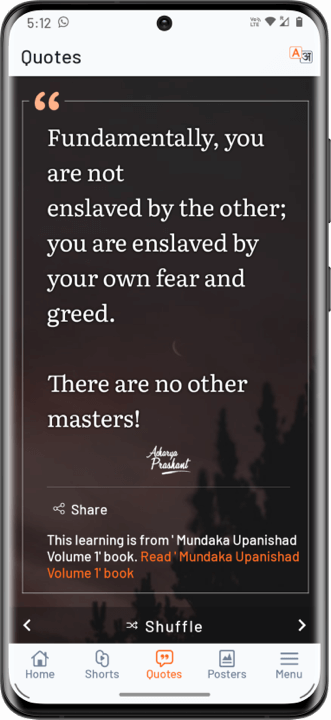 5:12
Quotes
A अ
Fundamentally, you
are not
enslaved by the other;
you are enslaved by
your own fear and
greed.
There are no other
masters!
Acharya
Prashant
Share
This learning is from ' Mundaka Upanishad
Volume 1' book. Read ' Mundaka Upanishad
Volume 1' book
Shuffle
Home Shorts Quotes Posters Menu